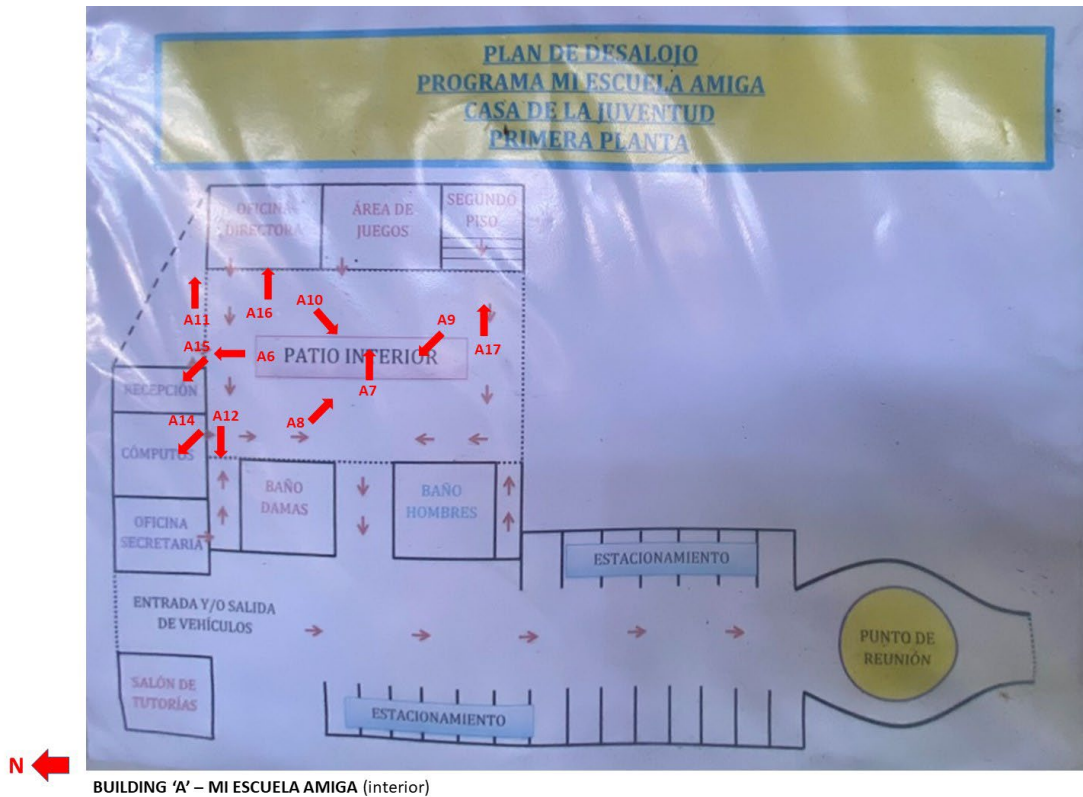 PLAN DE DESALOJO
PROGRAMA MI ESCUELA AMIGA
CASA DE LA JUVENTUD
PRIMERA PLANTA
OFICINA
DIRECTORA
ÁREA DE
JUEGOS
SEGUNDO
PISO
A11
A16
A10
A9
A17
A15
A6
PATIO INTERIOR
A7
RECEPCIÓN
A14
A12
A8
CÓMPUTOS
BAÑO
DAMAS
BAÑO
HOMBRES
OFICINA
SECRETARIA
ESTACIONAMIENTO
ENTRADA Y/O SALIDA
DE VEHÍCULOS
PUNTO DE
REUNIÓN
SALÓN DE
TUTORÍAS
ESTACIONAMIENTO
N
BUILDING ‘A’ – MI ESCUELA AMIGA (interior)